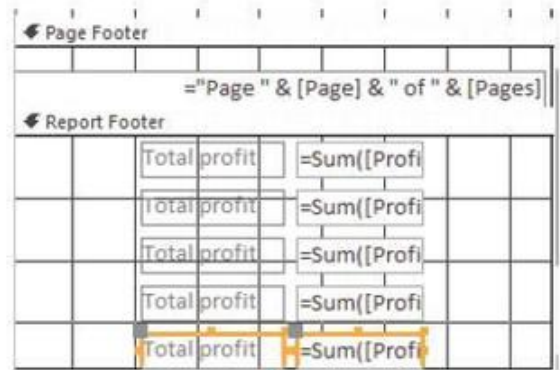 Page Footer
="Page " & [Page] & " of " & [Pages]
Report Footer
Total profit =Sum([Profi
Total profit =Sum([Profi
Total profit =Sum([Profi
Total profit =Sum([Profi
Total profit =Sum([Profi